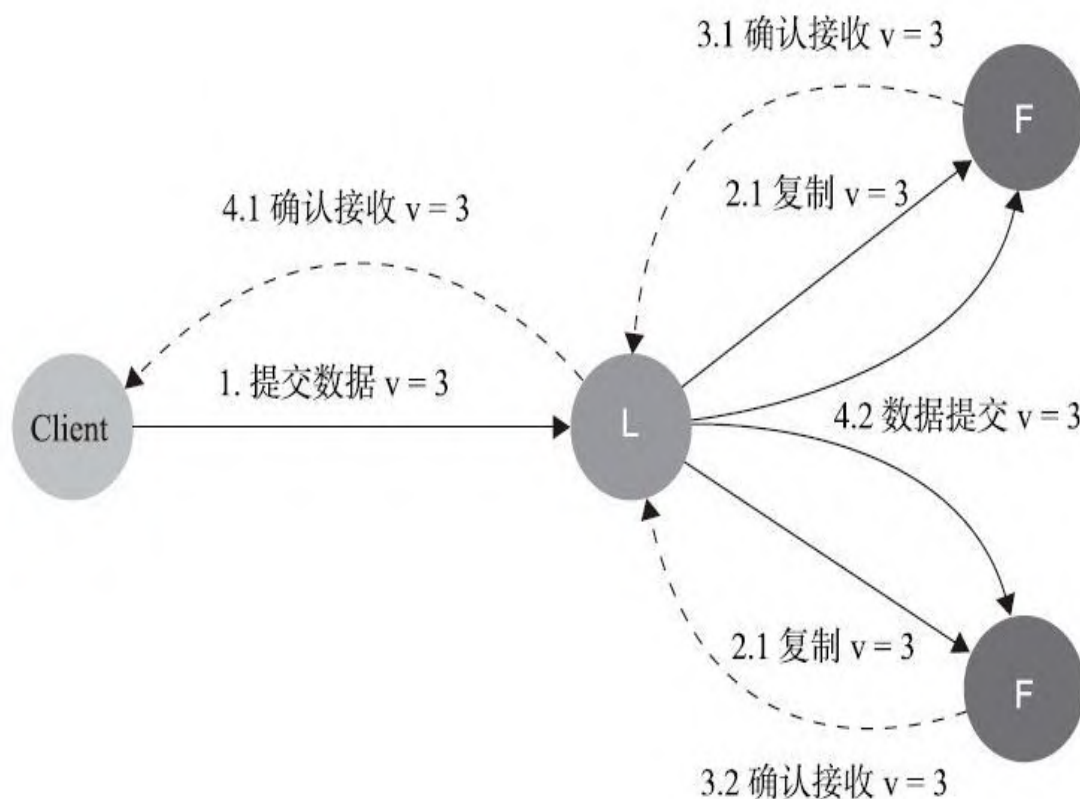 3.1 确认接收 v = 3
F
2.1 复制 v = 3
4.1 确认接收 v = 3
1. 提交数据 v = 3
Client
L
4.2 数据提交 v = 3
2.1 复制 v = 3
F
3.2 确认接收 v = 3